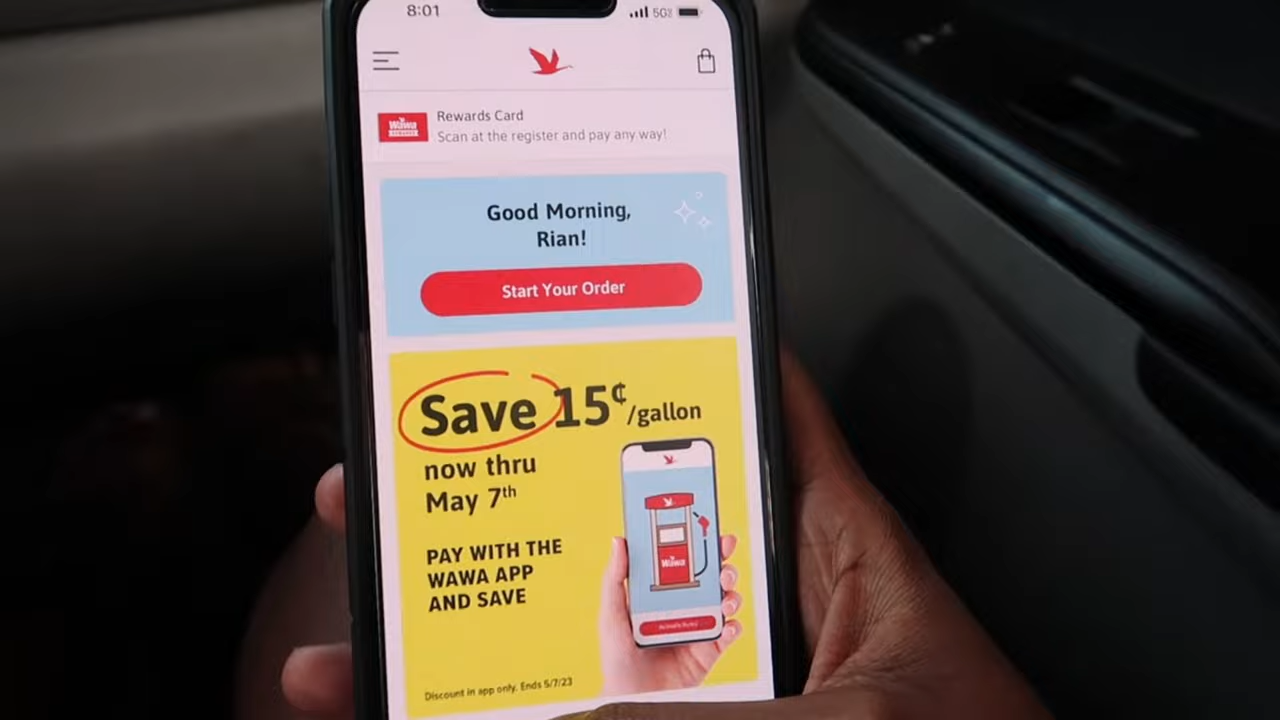 8:01
5G
Rewards Card
Wawa
REWARDS
Scan at the register and pay any way!
Good Morning,
Rian!
Start Your Order
Save 15¢/gallon
now thru
May 7th
PAY WITH THE
WAWA APP
AND SAVE
Wawa
Discount in app only. Ends 5/7/23